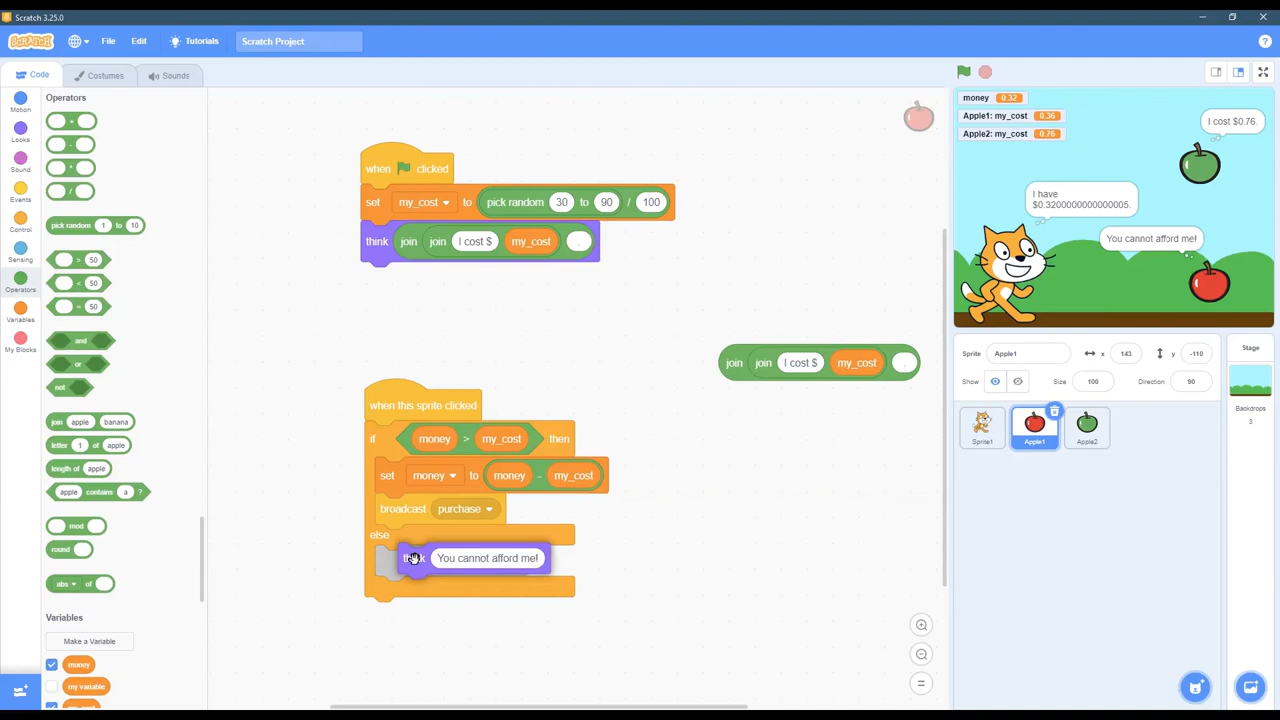 Scratch 3.25.0
SCRATCH File Edit Tutorials Scratch Project
Code Costumes Sounds
Motion
Looks
Sound
Events
Control
Sensing
Operators
Variables
My Blocks
Operators
+
-
*
/
pick random 1 to 10
> 50
< 50
= 50
and
or
not
join apple banana
letter 1 of apple
length of apple
apple contains a ?
mod
round
abs of
Variables
Make a Variable
money
my variable
when clicked
set my_cost to pick random 30 to 90 / 100
think join join I cost $ my_cost .
join join I cost $ my_cost .
when this sprite clicked
if money > my_cost then
set money to money - my_cost
broadcast purchase
else
You cannot afford me!
money 0.32
Apple1: my_cost 0.36
Apple2: my_cost 0.76
I cost $0.76.
I have
$0.3200000000000005.
You cannot afford me!
Sprite Apple1 x 143 y -110
Show Size 100 Direction 90
Sprite1
Apple1
Apple2
Stage
Backdrops
3